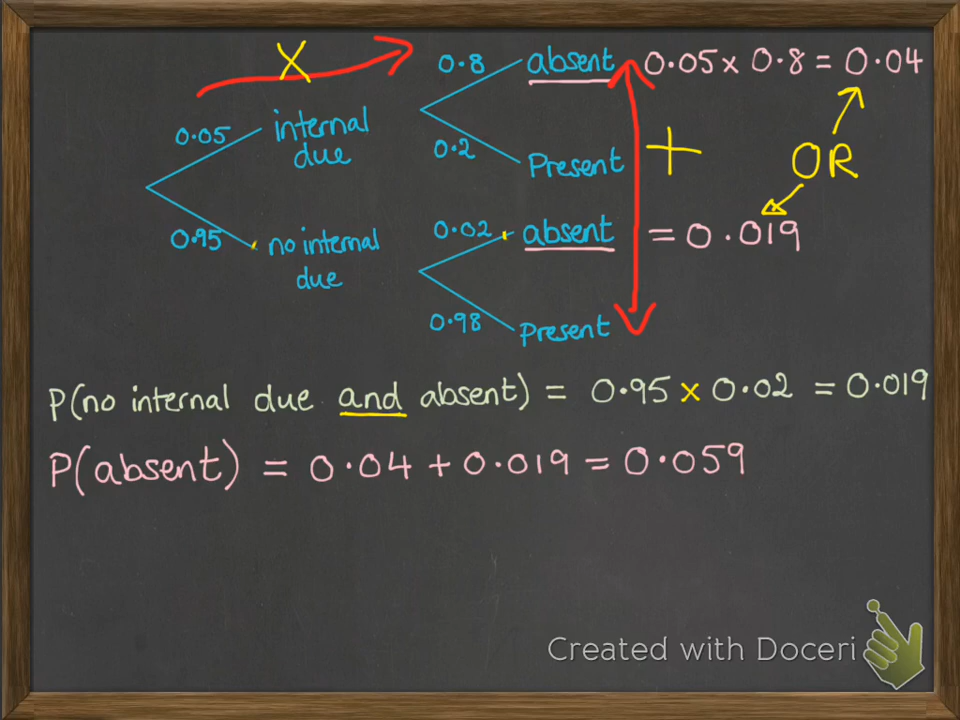 X
0.8 absent 0.05 x 0.8 = 0.04
0.05 internal due
0.2 Present + OR
0.95 no internal due
0.02 absent = 0.019
0.98 Present
P(no internal due and absent) = 0.95 x 0.02 = 0.019
P(absent) = 0.04 + 0.019 = 0.059
Created with Doceri